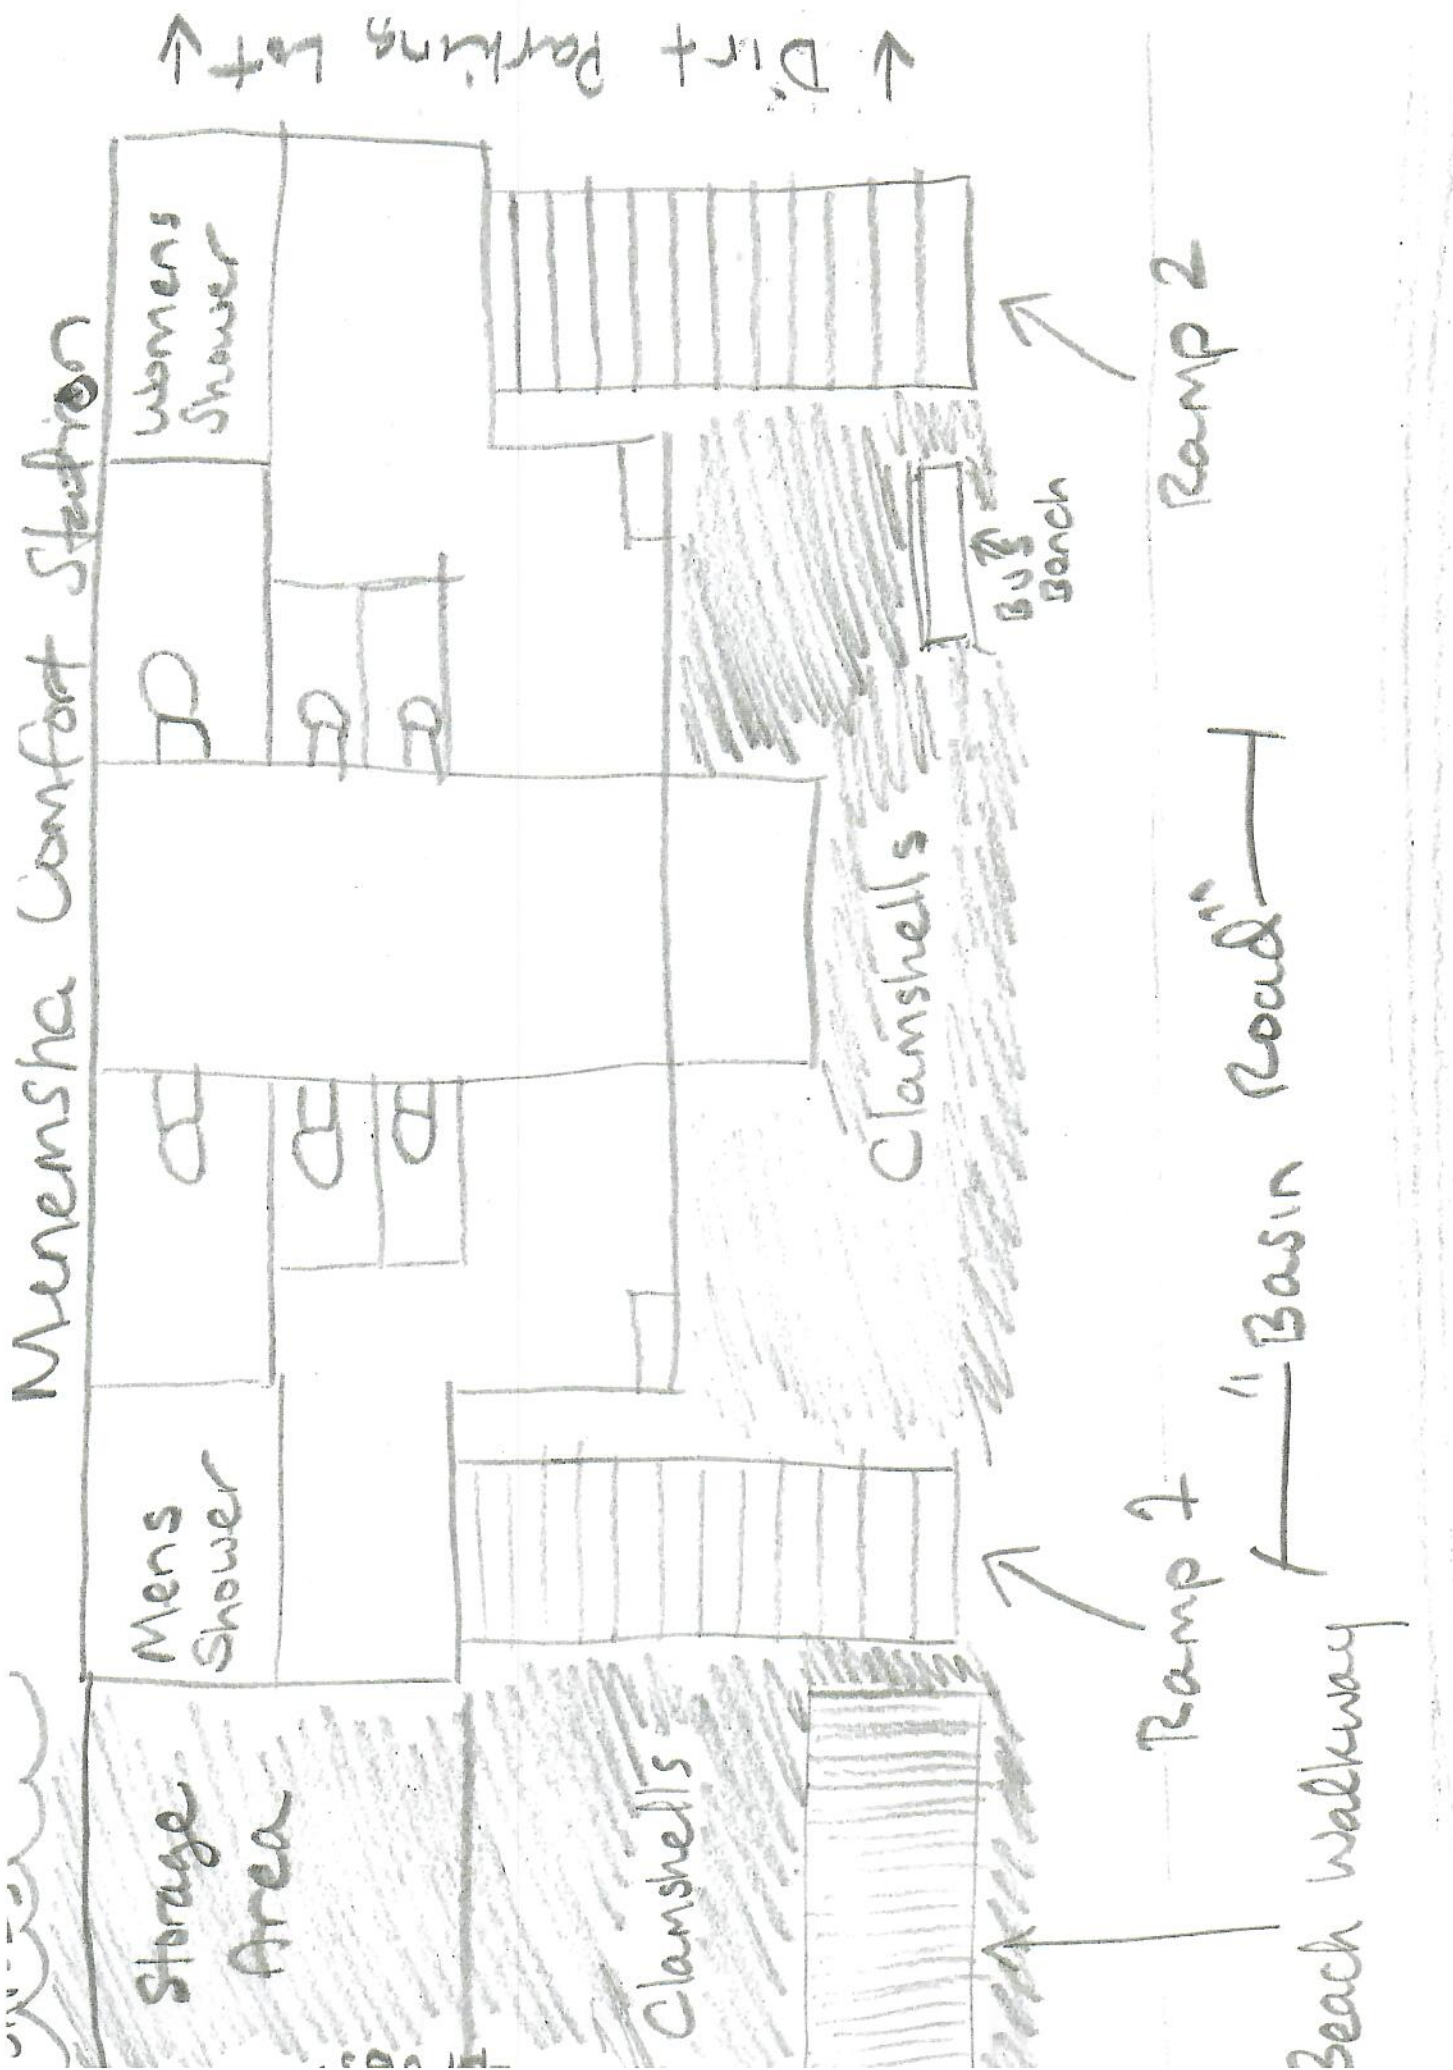 Menemsha Comfort Station
Storage
Area
Mens
Shower
Womens
Shower
← Dirt Parking Lot ←
Clamshells
Clamshells
Bus
Bench
Beach Walkway
Ramp 1
"Basin Road"
Ramp 2